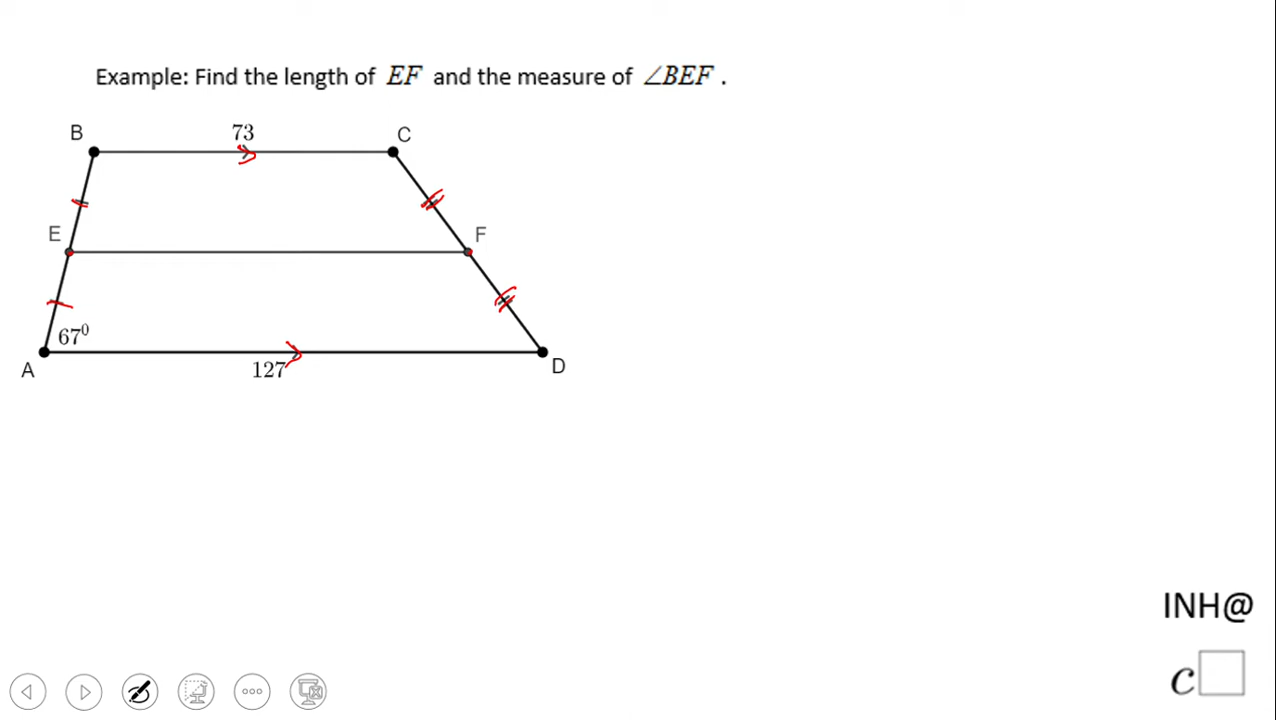 Example: Find the length of EF and the measure of ∠BEF .
B 73 C
E F
67⁰
A 127 D
INH@
c□